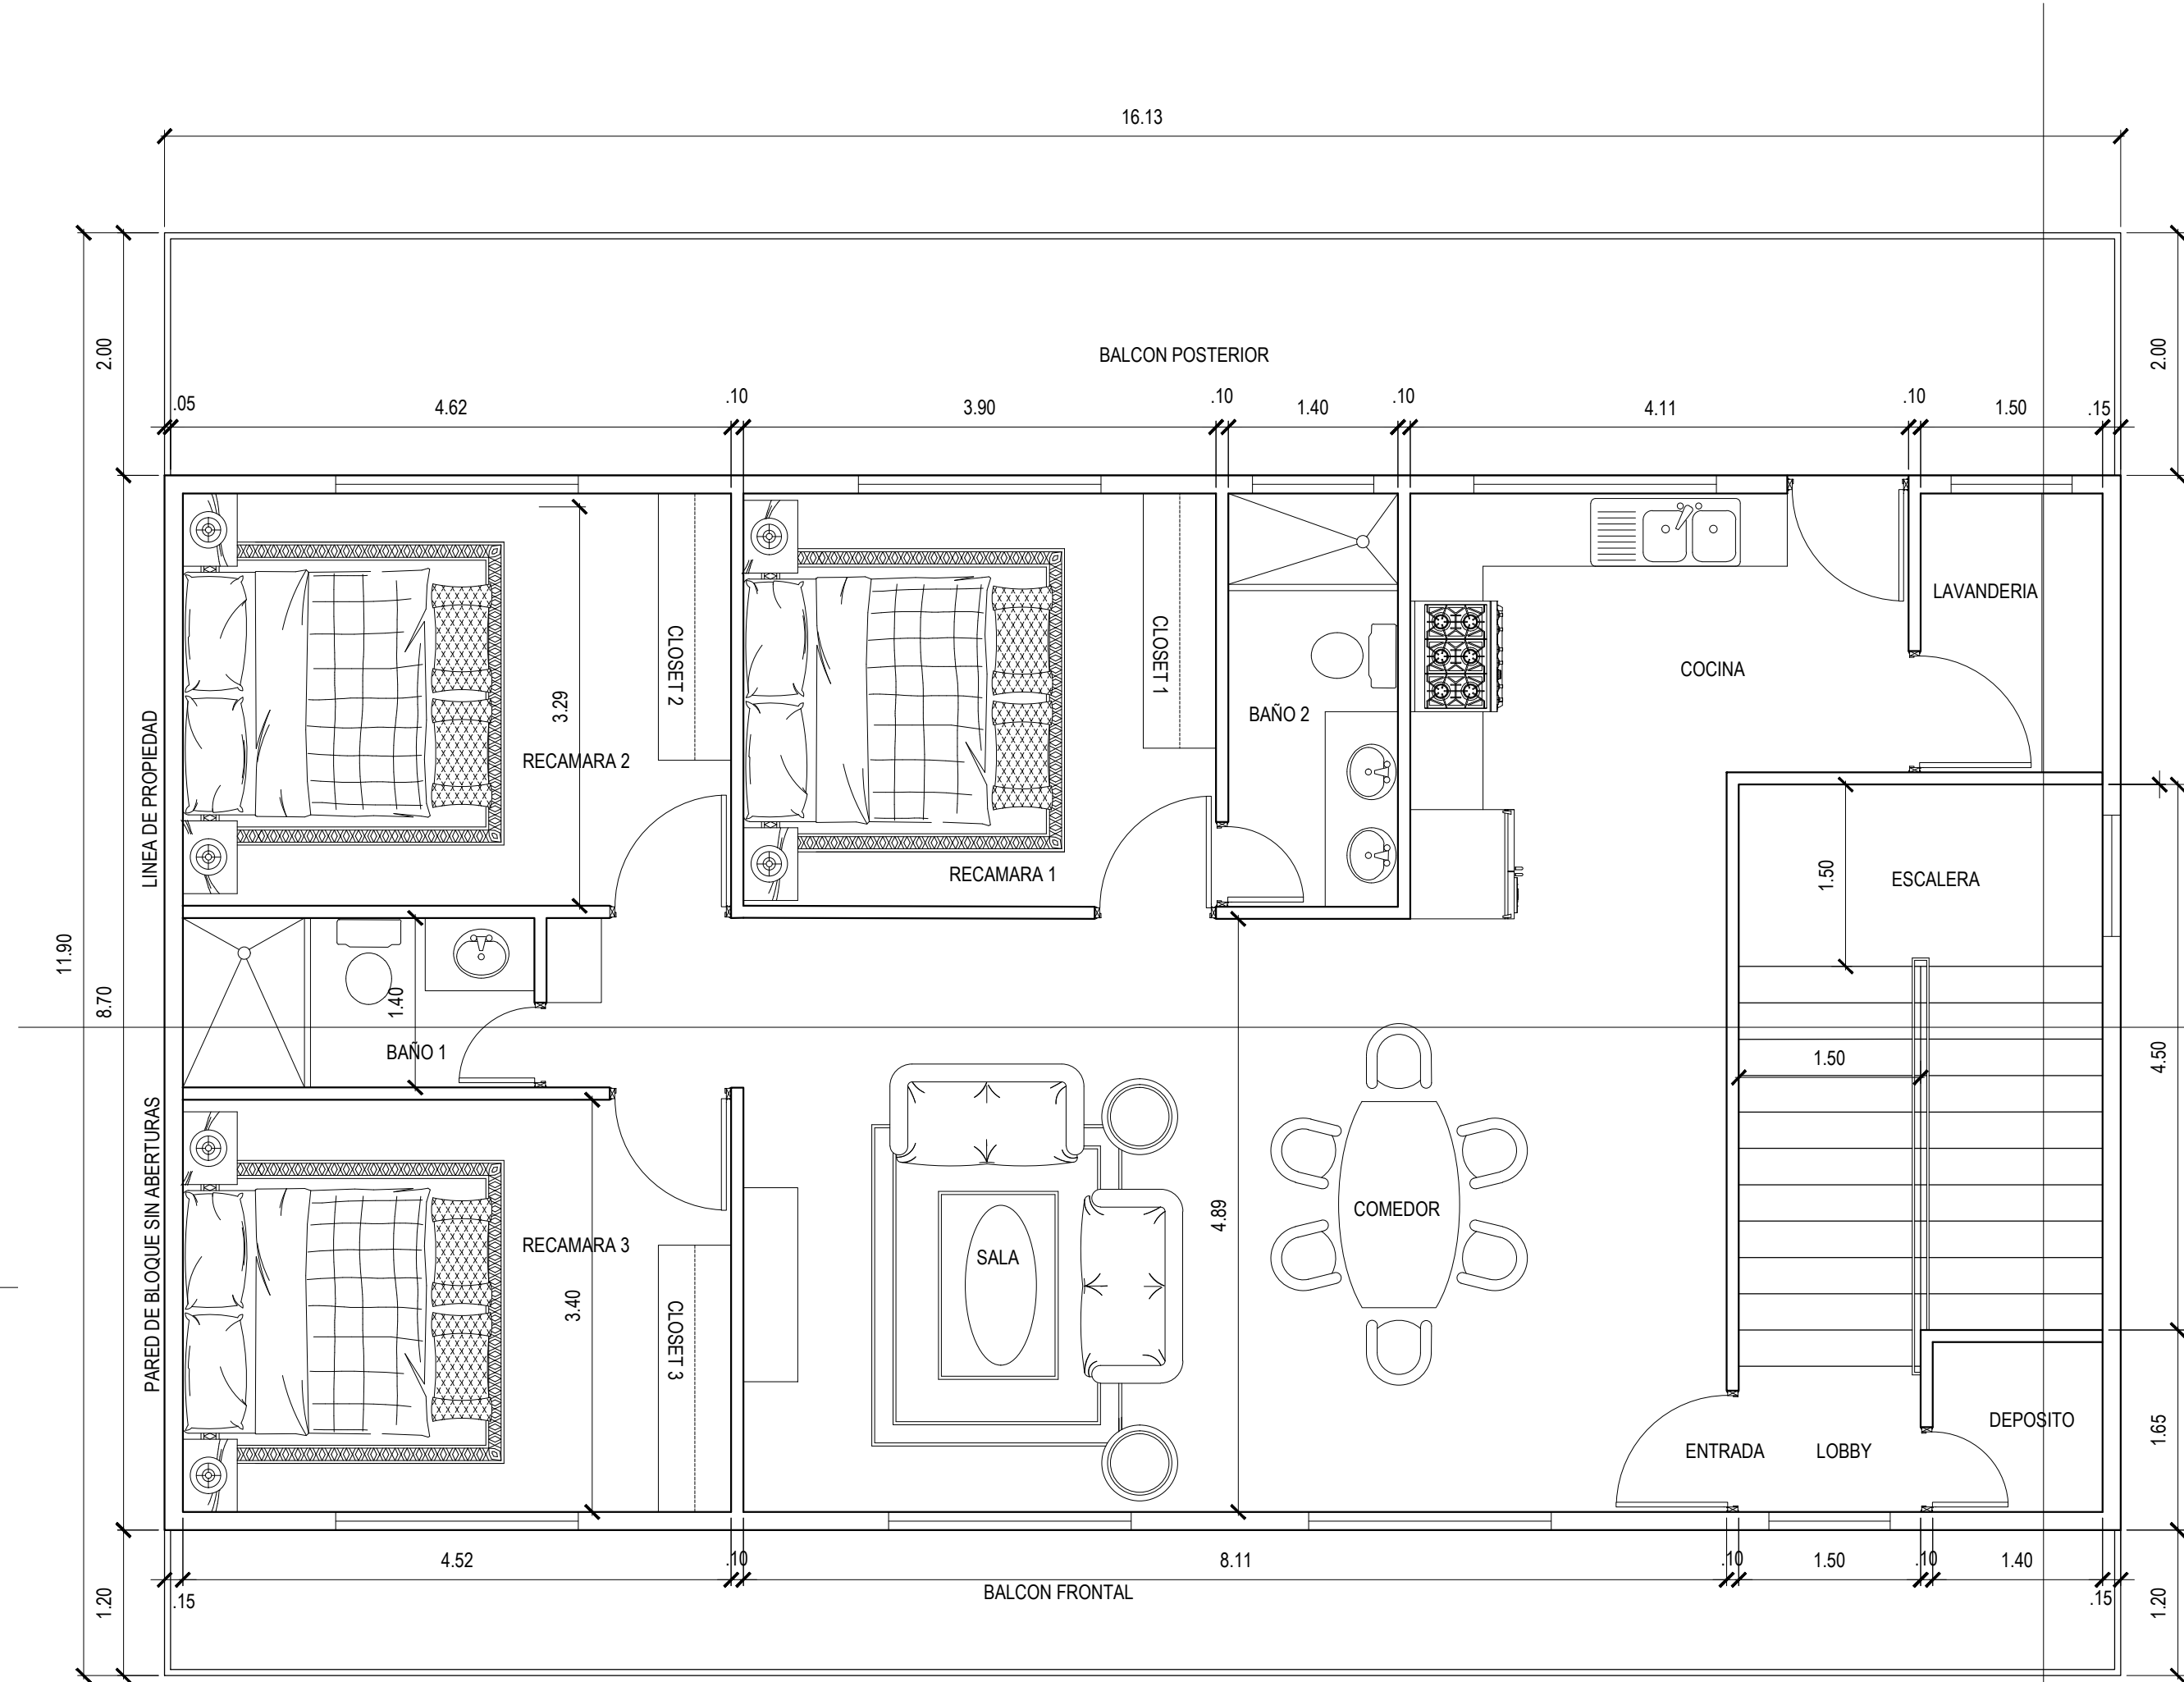 16.13
2.00
BALCON POSTERIOR
2.00
.05
4.62
.10
3.90
.10
1.40
.10
4.11
.10
1.50
.15
LAVANDERIA
CLOSET 2
CLOSET 1
COCINA
3.29
BAÑO 2
RECAMARA 2
LINEA DE PROPIEDAD
RECAMARA 1
1.50
ESCALERA
11.90
8.70
1.40
BAÑO 1
1.50
4.50
PARED DE BLOQUE SIN ABERTURAS
4.89
COMEDOR
RECAMARA 3
SALA
3.40
CLOSET 3
DEPOSITO
1.65
ENTRADA
LOBBY
4.52
.10
8.11
.10
1.50
.10
1.40
BALCON FRONTAL
.15
.15
1.20
1.20